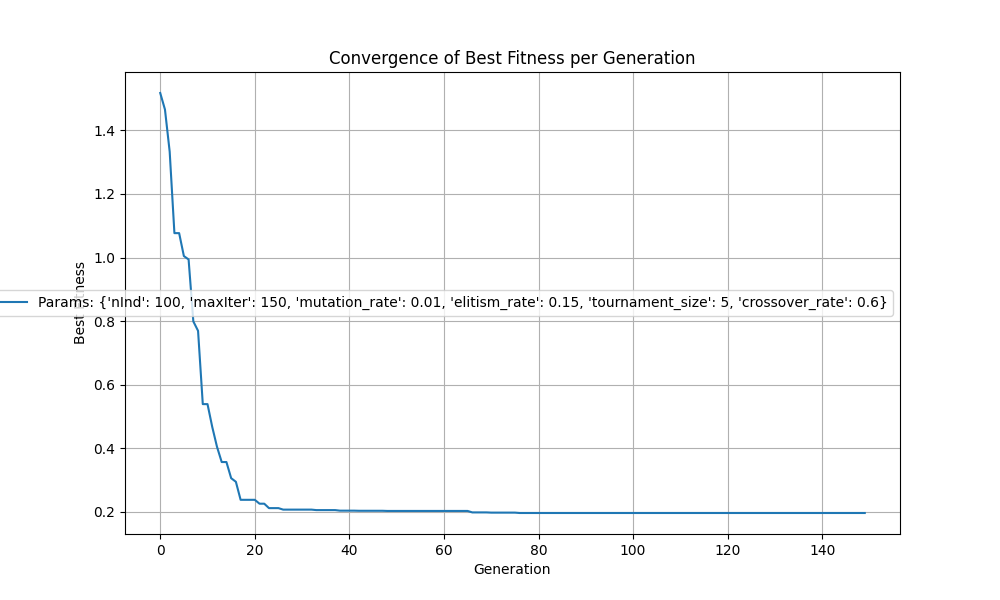 Convergence of Best Fitness per Generation
1.4
1.2
1.0
0.8
0.6
0.4
0.2
Best
Params: {'nInd': 100, 'maxIter': 150, 'mutation_rate': 0.01, 'elitism_rate': 0.15, 'tournament_size': 5, 'crossover_rate': 0.6}
0 20 40 60 80 100 120 140
Generation